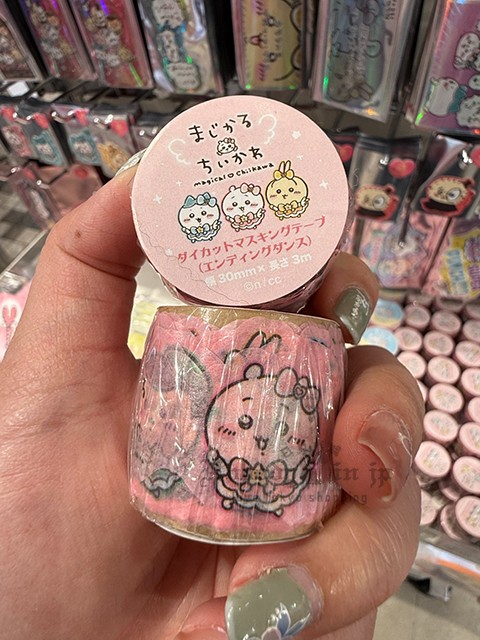 まじかる
ちいかわ
magical chiikawa
ダイカットマスキングテープ
(エンディングダンス)
幅30mm×長さ3m
©n/cc